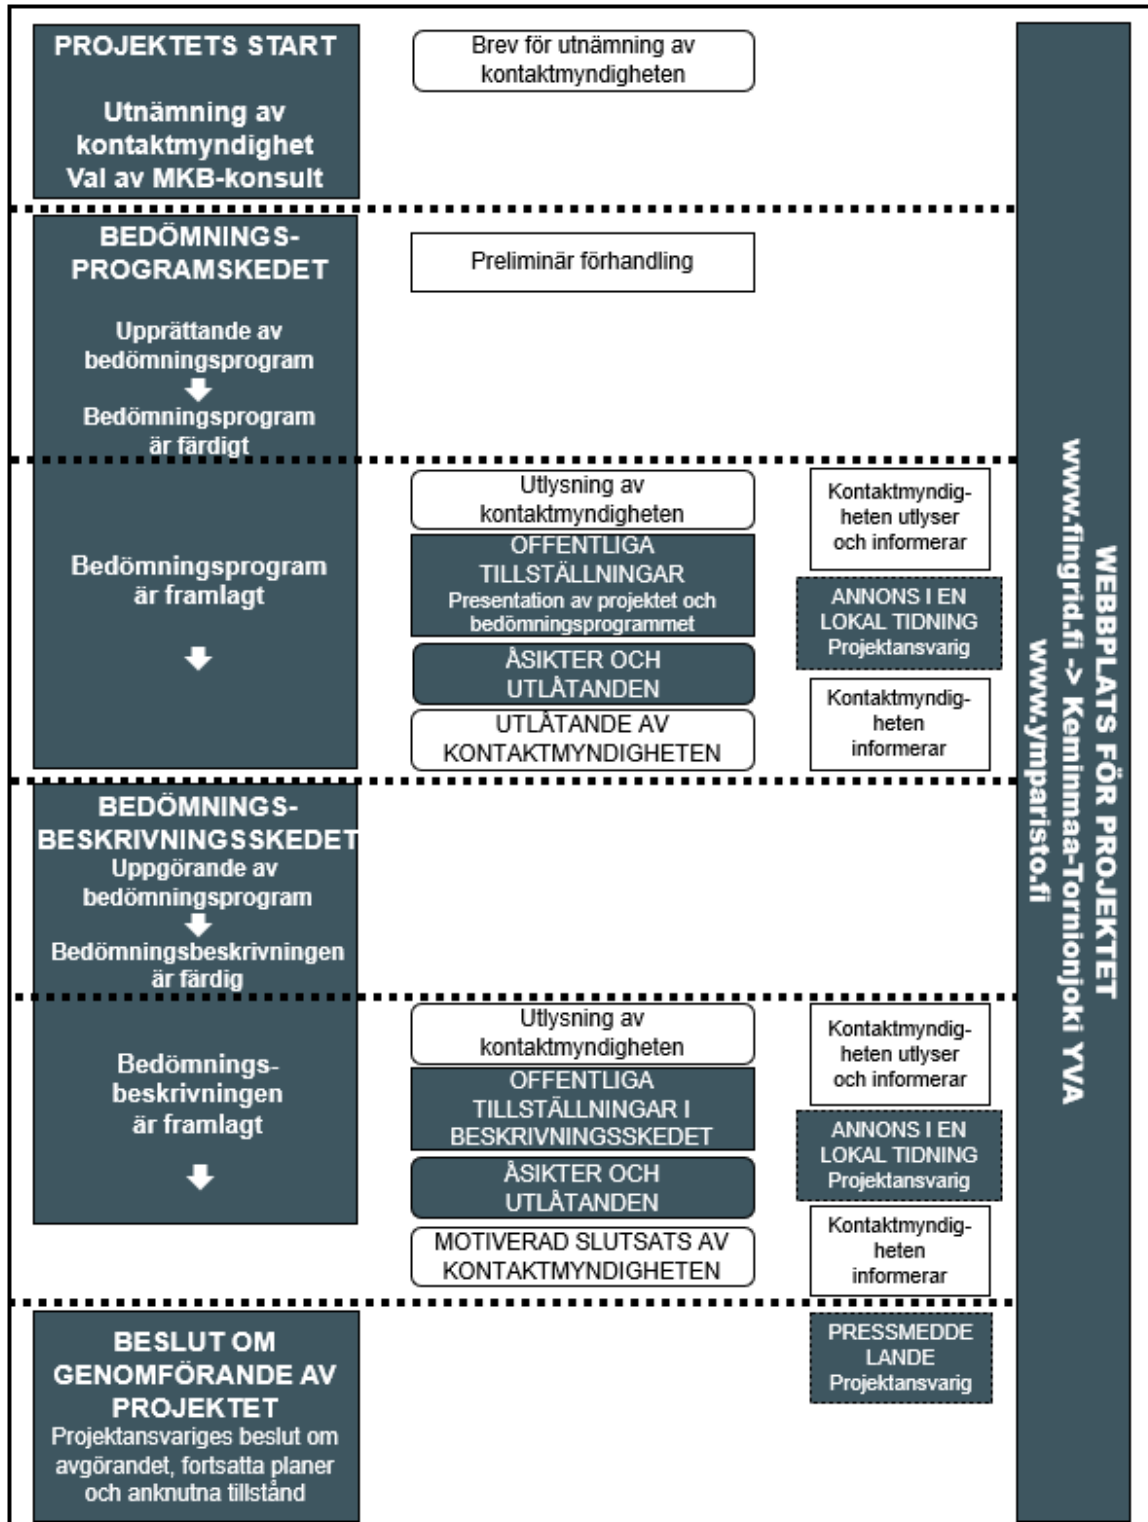 PROJEKTETS START
Utnämning av
kontaktmyndighet
Val av MKB-konsult
Brev för utnämning av
kontaktmyndigheten
BEDÖMNINGS-
PROGRAMSKEDET
Upprättande av
bedömningsprogram
Bedömningsprogram
är färdigt
Preliminär förhandling
Bedömningsprogram
är framlagt
Utlysning av
kontaktmyndigheten
OFFENTLIGA
TILLSTÄLLNINGAR
Presentation av projektet och
bedömningsprogrammet
ÅSIKTER OCH
UTLÅTANDEN
UTLÅTANDE AV
KONTAKTMYNDIGHETEN
Kontaktmyndig-
heten utlyser
och informerar
ANNONS I EN
LOKAL TIDNING
Projektansvarig
Kontaktmyndig-
heten
informerar
BEDÖMNINGS-
BESKRIVNINGSSKEDET
Uppgörande av
bedömningsprogram
Bedömningsbeskrivningen
är färdig
Bedömnings-
beskrivningen
är framlagt
Utlysning av
kontaktmyndigheten
OFFENTLIGA
TILLSTÄLLNINGAR I
BESKRIVNINGSSKEDET
ÅSIKTER OCH
UTLÅTANDEN
MOTIVERAD SLUTSATS AV
KONTAKTMYNDIGHETEN
Kontaktmyndig-
heten utlyser
och informerar
ANNONS I EN
LOKAL TIDNING
Projektansvarig
Kontaktmyndig-
heten
informerar
BESLUT OM
GENOMFÖRANDE AV
PROJEKTET
Projektansvariges beslut om
avgörandet, fortsatta planer
och anknutna tillstånd
PRESSMEDDE
LANDE
Projektansvarig
WEBBPLATS FÖR PROJEKTET
www.fingrid.fi -> Keminmaa-Tornionjoki YVA
www.ymparisto.fi